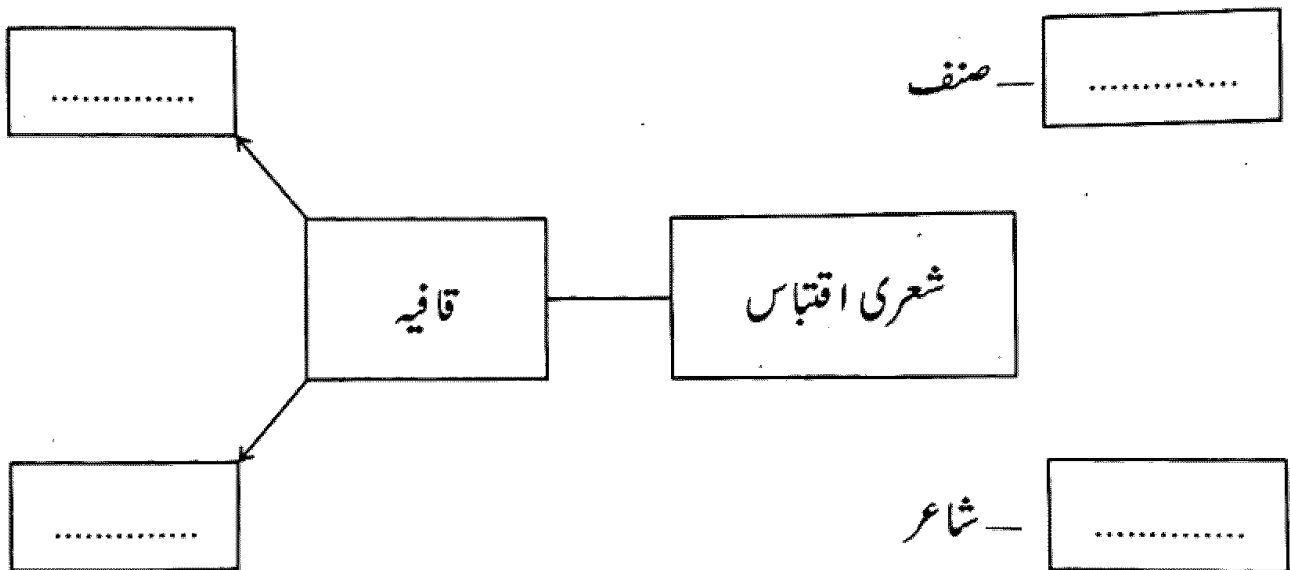 ............ — صنف ............
شعری اقتباس
قافیہ
............ — شاعر ............